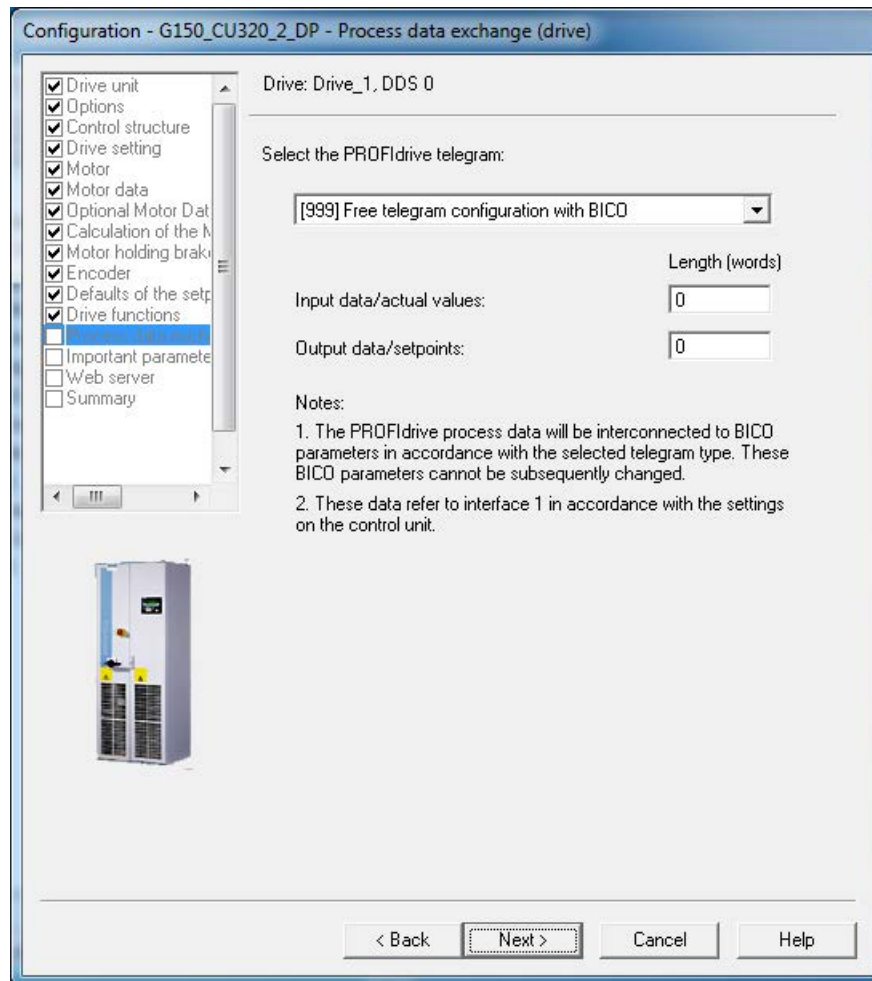 Configuration - G150_CU320_2_DP - Process data exchange (drive)
Drive unit
Options
Control structure
Drive setting
Motor
Motor data
Optional Motor Dat
Calculation of the M
Motor holding brak
Encoder
Defaults of the setp
Drive functions
Important paramete
Web server
Summary
Drive: Drive_1, DDS 0
Select the PROFIdrive telegram:
[999] Free telegram configuration with BICO
Length (words)
Input data/actual values: 0
Output data/setpoints: 0
Notes:
1. The PROFIdrive process data will be interconnected to BICO
parameters in accordance with the selected telegram type. These
BICO parameters cannot be subsequently changed.
2. These data refer to interface 1 in accordance with the settings
on the control unit.
< Back Next > Cancel Help